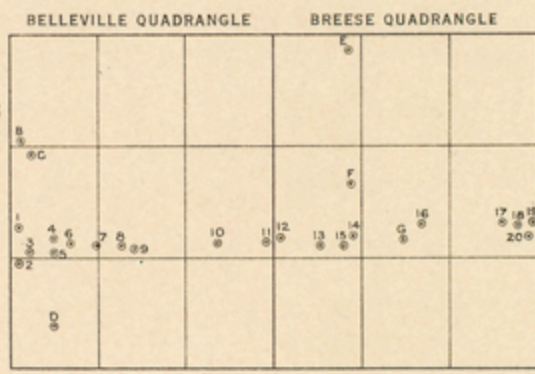 BELLEVILLE QUADRANGLE BREESE QUADRANGLE
E
B
C
F
1 4 6 7 8 10 11 12 13 15 14 G 16 17 18 19
3 5 9 20
2
D